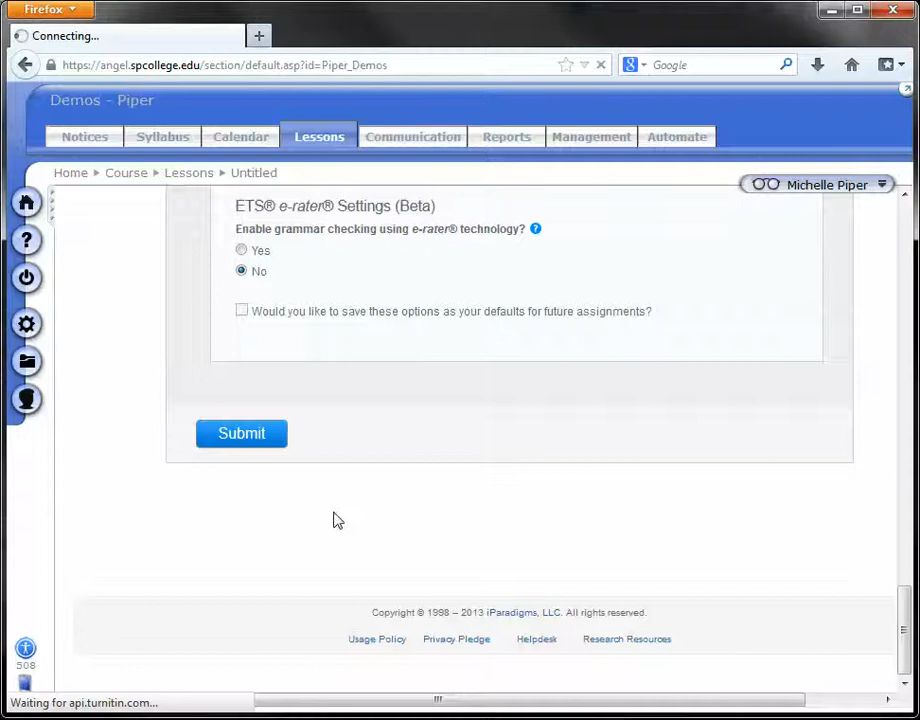 Firefox
Connecting...
https://angel.spcollege.edu/section/default.asp?id=Piper_Demos
Google
Demos - Piper
Notices Syllabus Calendar Lessons Communication Reports Management Automate
Home Course Lessons Untitled
Michelle Piper
ETS® e-rater® Settings (Beta)
Enable grammar checking using e-rater® technology? ?
Yes
No
Would you like to save these options as your defaults for future assignments?
Submit
Copyright © 1998 – 2013 iParadigms, LLC. All rights reserved.
Usage Policy Privacy Pledge Helpdesk Research Resources
508
Waiting for api.turnitin.com...